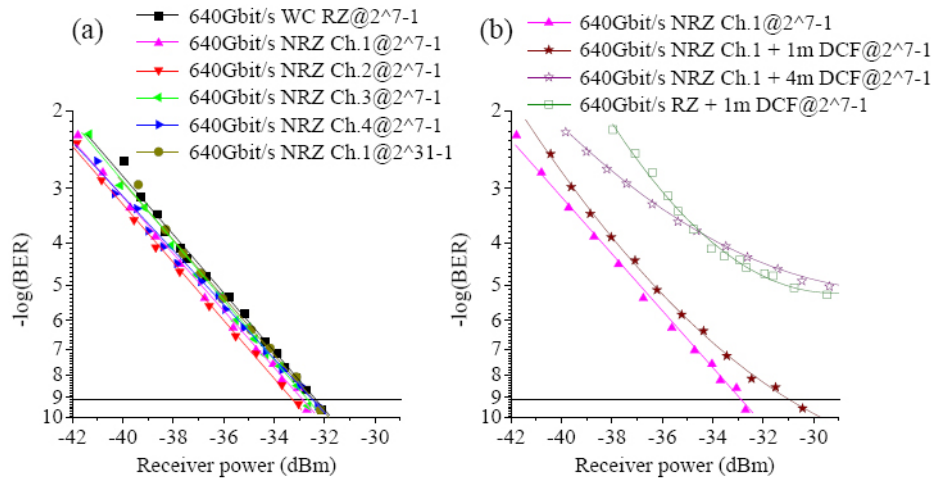 (a)
640Gbit/s WC RZ@2^7-1
640Gbit/s NRZ Ch.1@2^7-1
640Gbit/s NRZ Ch.2@2^7-1
640Gbit/s NRZ Ch.3@2^7-1
640Gbit/s NRZ Ch.4@2^7-1
640Gbit/s NRZ Ch.1@2^31-1
2
3
4
5
6
7
8
9
10
-log(BER)
-42 -40 -38 -36 -34 -32 -30
Receiver power (dBm)
(b)
640Gbit/s NRZ Ch.1@2^7-1
640Gbit/s NRZ Ch.1 + 1m DCF@2^7-1
640Gbit/s NRZ Ch.1 + 4m DCF@2^7-1
640Gbit/s RZ + 1m DCF@2^7-1
2
3
4
5
6
7
8
9
10
-log(BER)
-42 -40 -38 -36 -34 -32 -30
Receiver power (dBm)